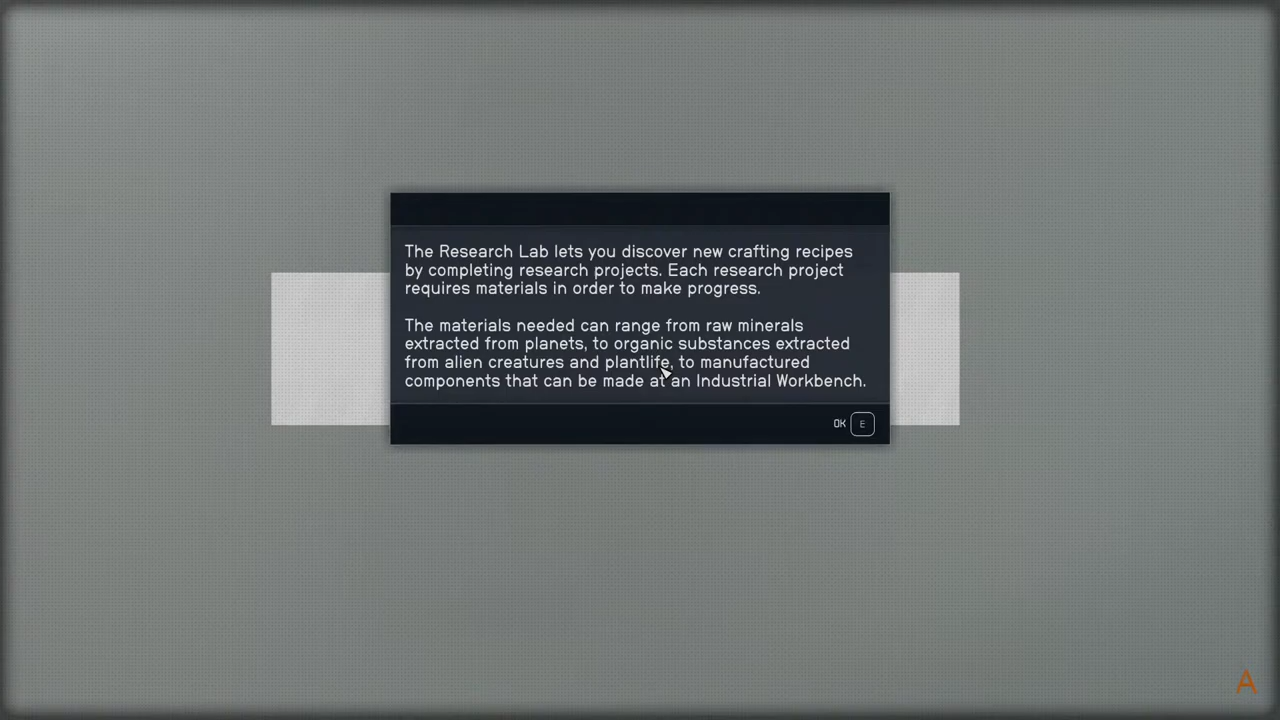 The Research Lab lets you discover new crafting recipes
by completing research projects. Each research project
requires materials in order to make progress.
The materials needed can range from raw minerals
extracted from planets, to organic substances extracted
from alien creatures and plantlife, to manufactured
components that can be made at an Industrial Workbench.
OK E
A